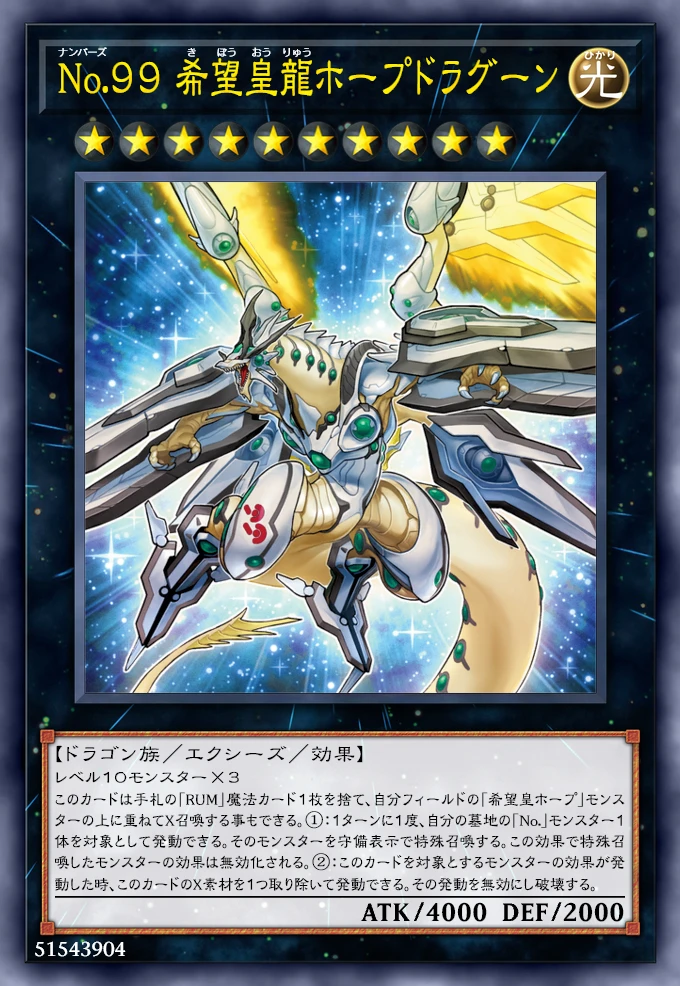 ナンバーズ き ぼう おう りゅう ひかり
No.99 希望皇龍ホープドラグーン 光
【ドラゴン族／エクシーズ／効果】
レベル１０モンスター×３
このカードは手札の「RUM」魔法カード1枚を捨て、自分フィールドの「希望皇ホープ」モンス
ターの上に重ねてX召喚する事もできる。①：1ターンに1度、自分の墓地の「No.」モンスター1
体を対象として発動できる。そのモンスターを守備表示で特殊召喚する。この効果で特殊召
喚したモンスターの効果は無効化される。②：このカードを対象とするモンスターの効果が発
動した時、このカードのX素材を1つ取り除いて発動できる。その発動を無効にし破壊する。
ATK/4000 DEF/2000
51543904